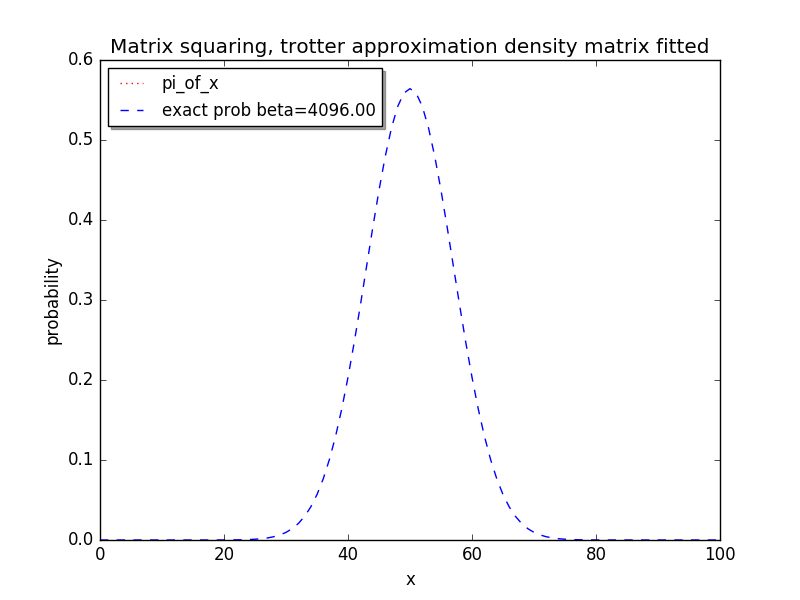 Matrix squaring, trotter approximation density matrix fitted
pi_of_x
exact prob beta=4096.00
0.6
0.5
0.4
0.3
0.2
0.1
0.0
probability
0 20 40 60 80 100
x